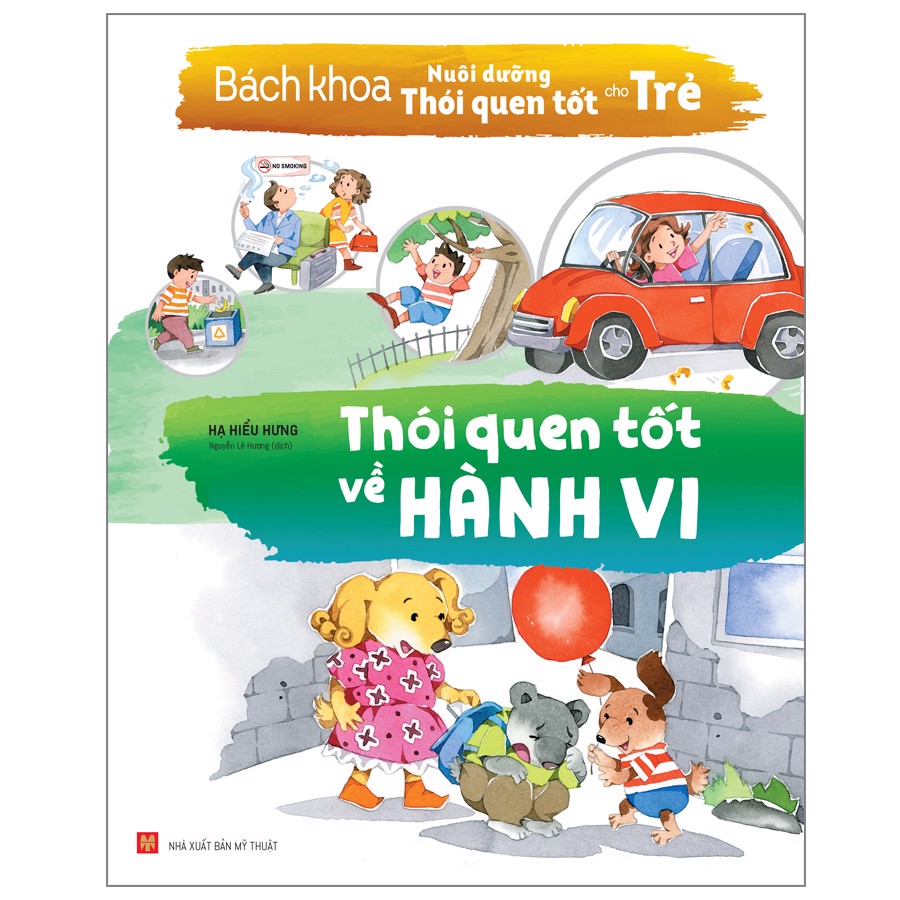 Bách khoa Nuôi dưỡng
Thói quen tốt cho Trẻ
NO SMOKING
HẠ HIỂU HƯNG
Nguyễn Lê Hương (dịch)
Thói quen tốt
về HÀNH VI
NHÀ XUẤT BẢN MỸ THUẬT